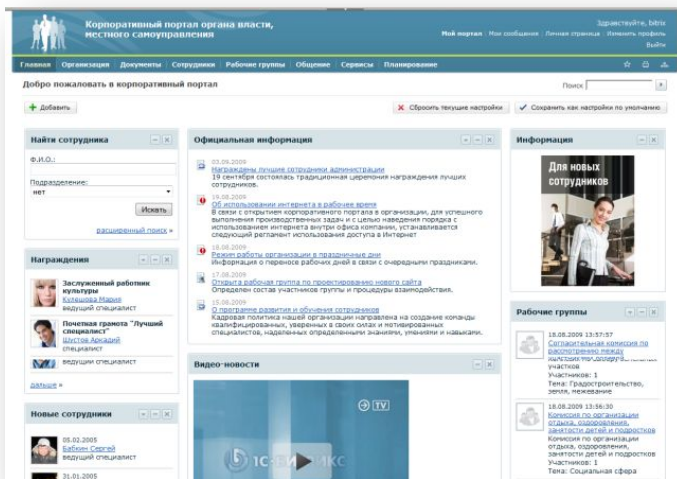 Корпоративный портал органа власти,
местного самоуправления
Здравствуйте, bitrix
Мой портал Мои сообщения Личная страница Изменить профиль
Выйти
Главная Организация Документы Сотрудники Рабочие группы Общение Сервисы Планирование
Добро пожаловать в корпоративный портал
Поиск
Добавить
Сбросить текущие настройки
Сохранить как настройки по умолчанию
Найти сотрудника
Ф.И.О.:
Подразделение:
нет
Искать
расширенный поиск »
Награждения
Заслуженный работник
культуры
Кулешова Мария
ведущий специалист
Почетная грамота "Лучший
специалист"
Шустов Аркадий
специалист
ведущий специалист
дальше »
Новые сотрудники
05.02.2005
Бабкин Сергей
ведущий специалист
31.01.2005
Официальная информация
03.09.2009
Награждены лучшие сотрудники администрации
19 сентября состоялась традиционная церемония награждения лучших
сотрудников.
19.08.2009
Об использовании интернета в рабочее время
В связи с открытием корпоративного портала в организации, для успешного
выполнения производственных задач и с целью наведения порядка с
использованием интернета внутри офиса компании, устанавливается
следующий регламент использования доступа в Интернет
18.08.2009
Режим работы организации в праздничные дни
Информация о переносе рабочих дней в связи с очередными праздниками.
17.08.2009
Открыта рабочая группа по проектированию нового сайта
Определен состав участников группы и процедуры взаимодействия.
15.08.2009
О программе развития и обучения сотрудников
Кадровая политика нашей организации направлена на создание команды
квалифицированных, уверенных в своих силах и мотивированных
специалистов, наделенных определенными знаниями, умениями и навыками.
Видео-новости
TV
1С-БИТРИКС
Информация
Для новых
сотрудников
Рабочие группы
18.08.2009 13:57:57
Согласительная комиссия по
рассмотрению между
участков
Участников: 1
Тема: Градостроительство,
земля, межевание
18.08.2009 13:56:30
Комиссия по организации
отдыха, оздоровления,
занятости детей и подростков
Комиссия по организации
отдыха, оздоровления,
занятости детей и подростков
Участников: 1
Тема: Социальная сфера